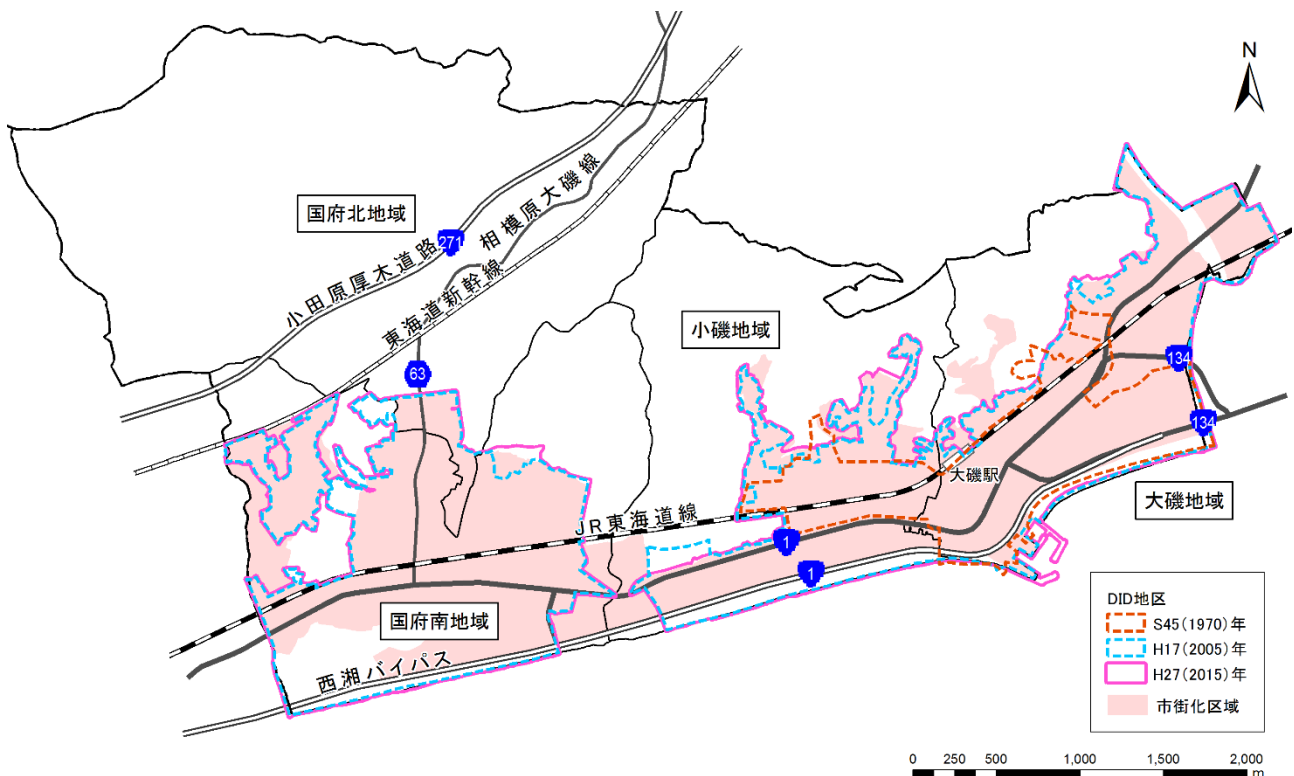 N
国府北地域
271
相模原大磯線
小田原厚木道路
東海道新幹線
小磯地域
63
134
134
大磯駅
大磯地域
JR東海道線
1
1
国府南地域
西湘バイパス
DID地区
S45(1970)年
H17(2005)年
H27(2015)年
市街化区域
0 250 500 1,000 1,500 2,000
m